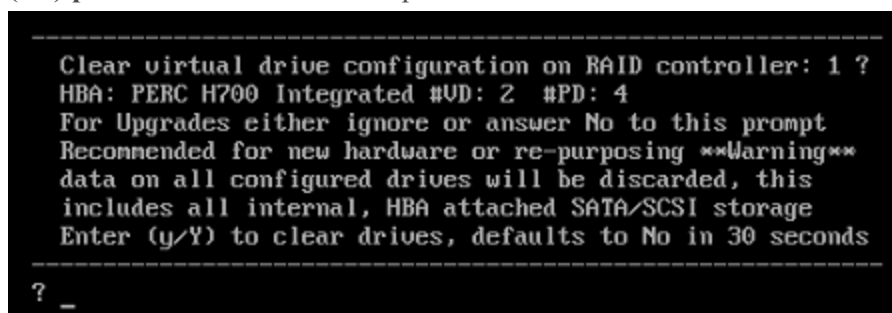 -----------------------------------------------------------
Clear virtual drive configuration on RAID controller: 1 ?
HBA: PERC H700 Integrated #VD: 2  #PD: 4
For Upgrades either ignore or answer No to this prompt
Recommended for new hardware or re-purposing **Warning**
data on all configured drives will be discarded, this
includes all internal, HBA attached SATA/SCSI storage
Enter (y/Y) to clear drives, defaults to No in 30 seconds
-----------------------------------------------------------
? _